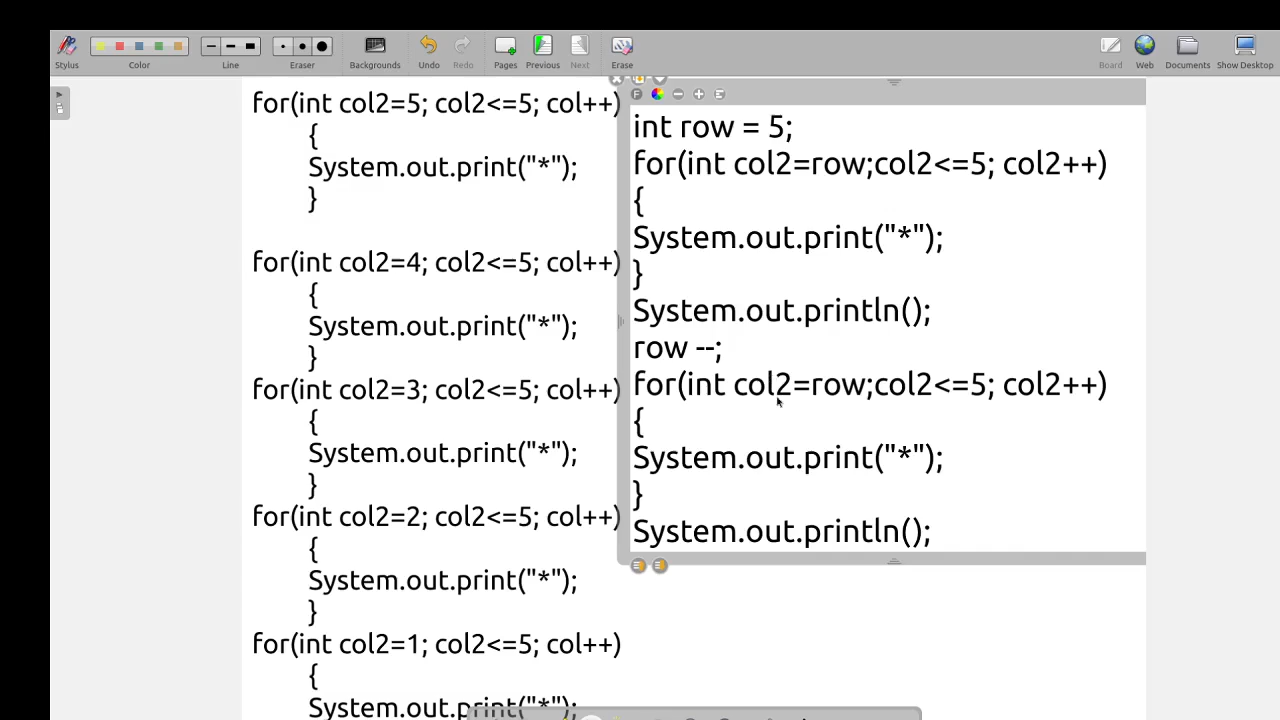 Stylus
Color
Line
Eraser
Backgrounds
Undo
Redo
Pages
Previous
Next
Erase
Board
Web
Documents
Show Desktop
for(int col2=5; col2<=5; col++)
{
System.out.print("*");
}
for(int col2=4; col2<=5; col++)
{
System.out.print("*");
}
for(int col2=3; col2<=5; col++)
{
System.out.print("*");
}
for(int col2=2; col2<=5; col++)
{
System.out.print("*");
}
for(int col2=1; col2<=5; col++)
{
System.out.print("*");
F
int row = 5;
for(int col2=row;col2<=5; col2++)
{
System.out.print("*");
}
System.out.println();
row --;
for(int col2=row;col2<=5; col2++)
{
System.out.print("*");
}
System.out.println();